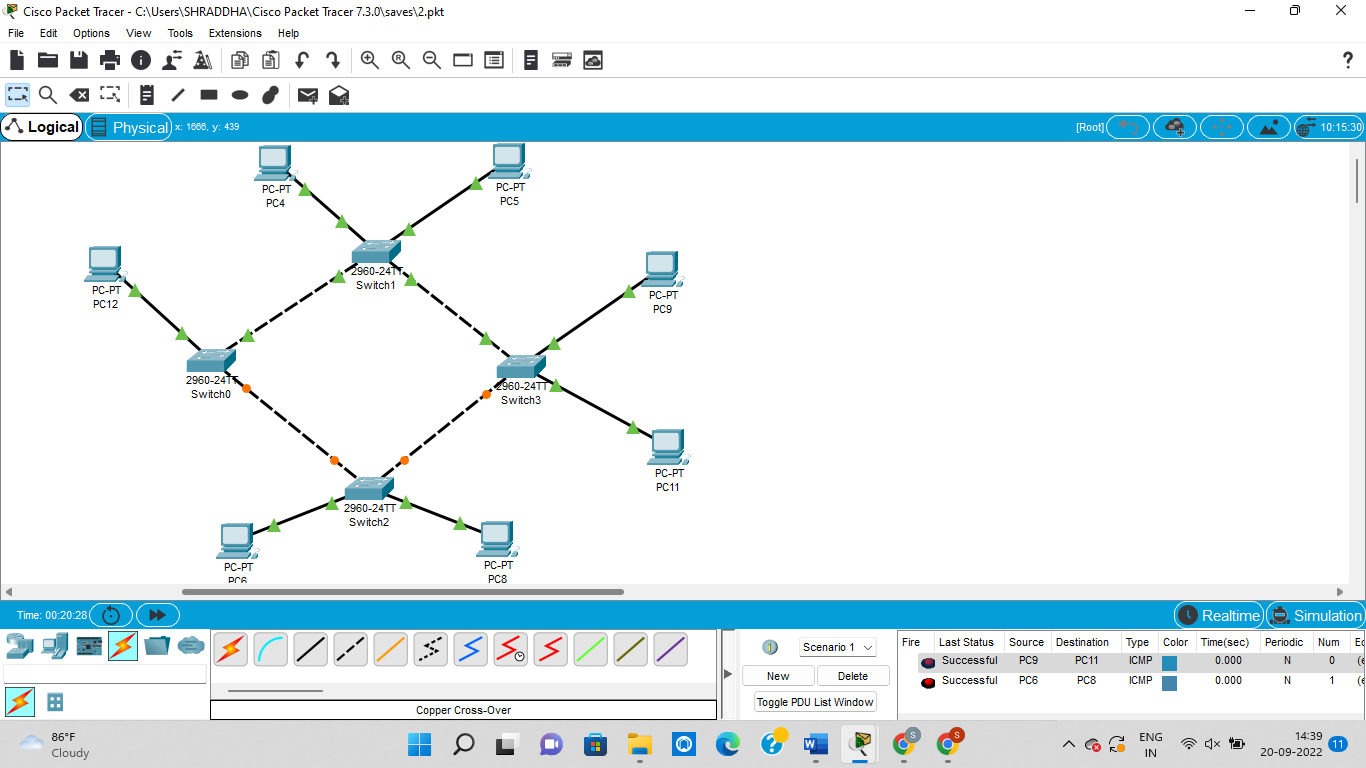 Cisco Packet Tracer - C:\Users\SHRADDHA\Cisco Packet Tracer 7.3.0\saves\2.pkt
File Edit Options View Tools Extensions Help
Logical Physical x: 1666, y: 439 [Root] 10:15:30
PC-PT
PC4
PC-PT
PC5
2960-24TT
Switch1
PC-PT
PC12
PC-PT
PC9
2960-24TT
Switch0
2960-24TT
Switch3
PC-PT
PC11
2960-24TT
Switch2
PC-PT
PC6
PC-PT
PC8
Time: 00:20:28 Realtime Simulation
Scenario 1
New Delete
Toggle PDU List Window
Copper Cross-Over
Fire Last Status Source Destination Type Color Time(sec) Periodic Num Ec
Successful PC9 PC11 ICMP 0.000 N 0 (e
Successful PC6 PC8 ICMP 0.000 N 1 (e
86°F
Cloudy
S
S
ENG
IN
14:39
20-09-2022
11